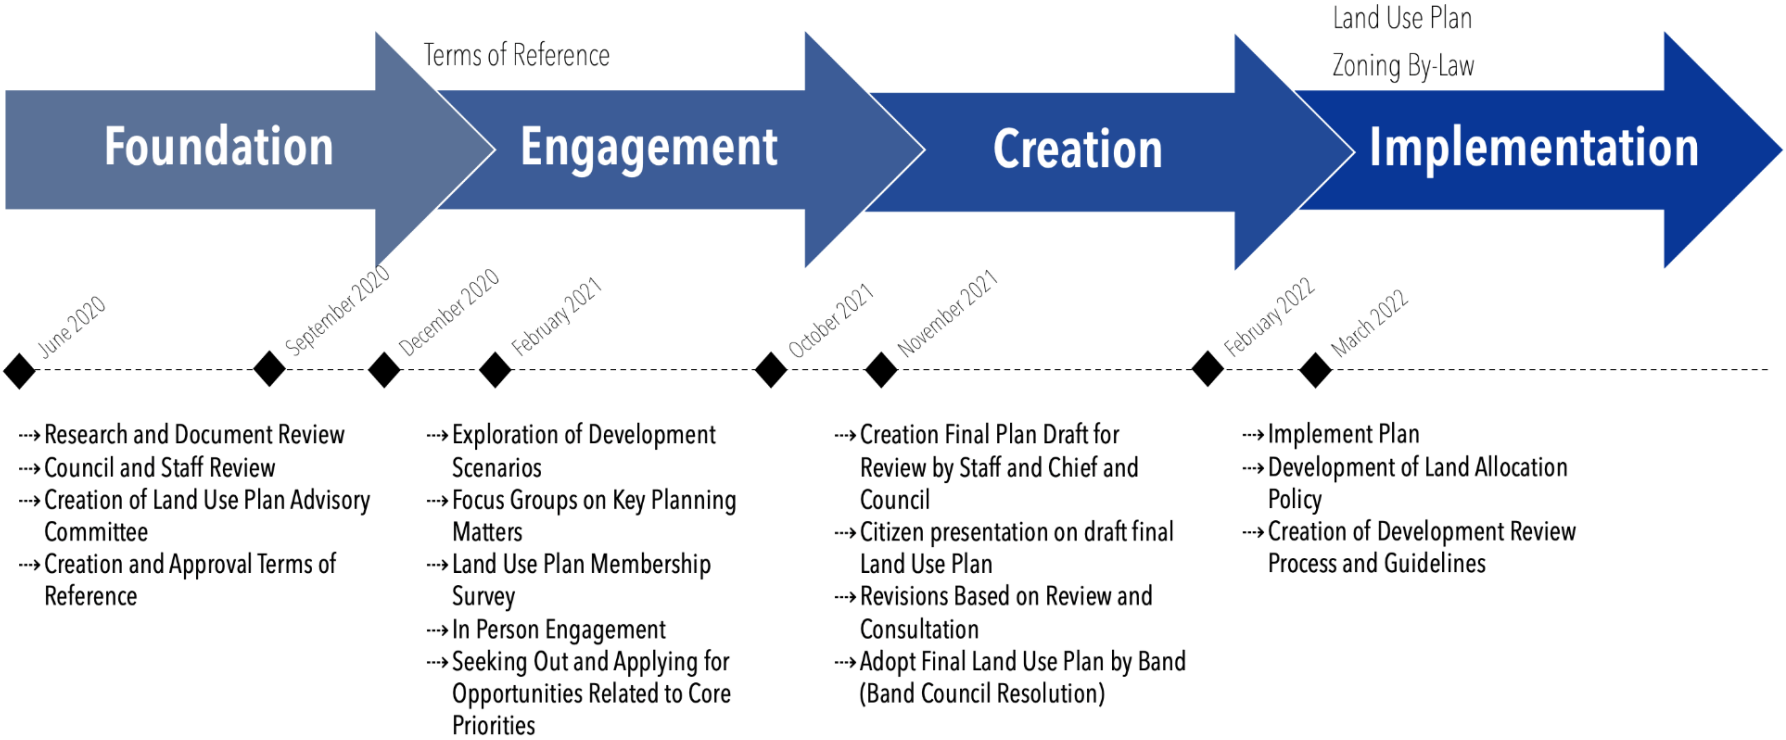 Land Use Plan
Terms of Reference
Zoning By-Law
Foundation
Engagement
Creation
Implementation
June 2020
September 2020
December 2020
February 2021
October 2021
November 2021
February 2022
March 2022
⇢ Research and Document Review
⇢ Council and Staff Review
⇢ Creation of Land Use Plan Advisory
Committee
⇢ Creation and Approval Terms of
Reference
⇢ Exploration of Development
Scenarios
⇢ Focus Groups on Key Planning
Matters
⇢ Land Use Plan Membership
Survey
⇢ In Person Engagement
⇢ Seeking Out and Applying for
Opportunities Related to Core
Priorities
⇢ Creation Final Plan Draft for
Review by Staff and Chief and
Council
⇢ Citizen presentation on draft final
Land Use Plan
⇢ Revisions Based on Review and
Consultation
⇢ Adopt Final Land Use Plan by Band
(Band Council Resolution)
⇢ Implement Plan
⇢ Development of Land Allocation
Policy
⇢ Creation of Development Review
Process and Guidelines